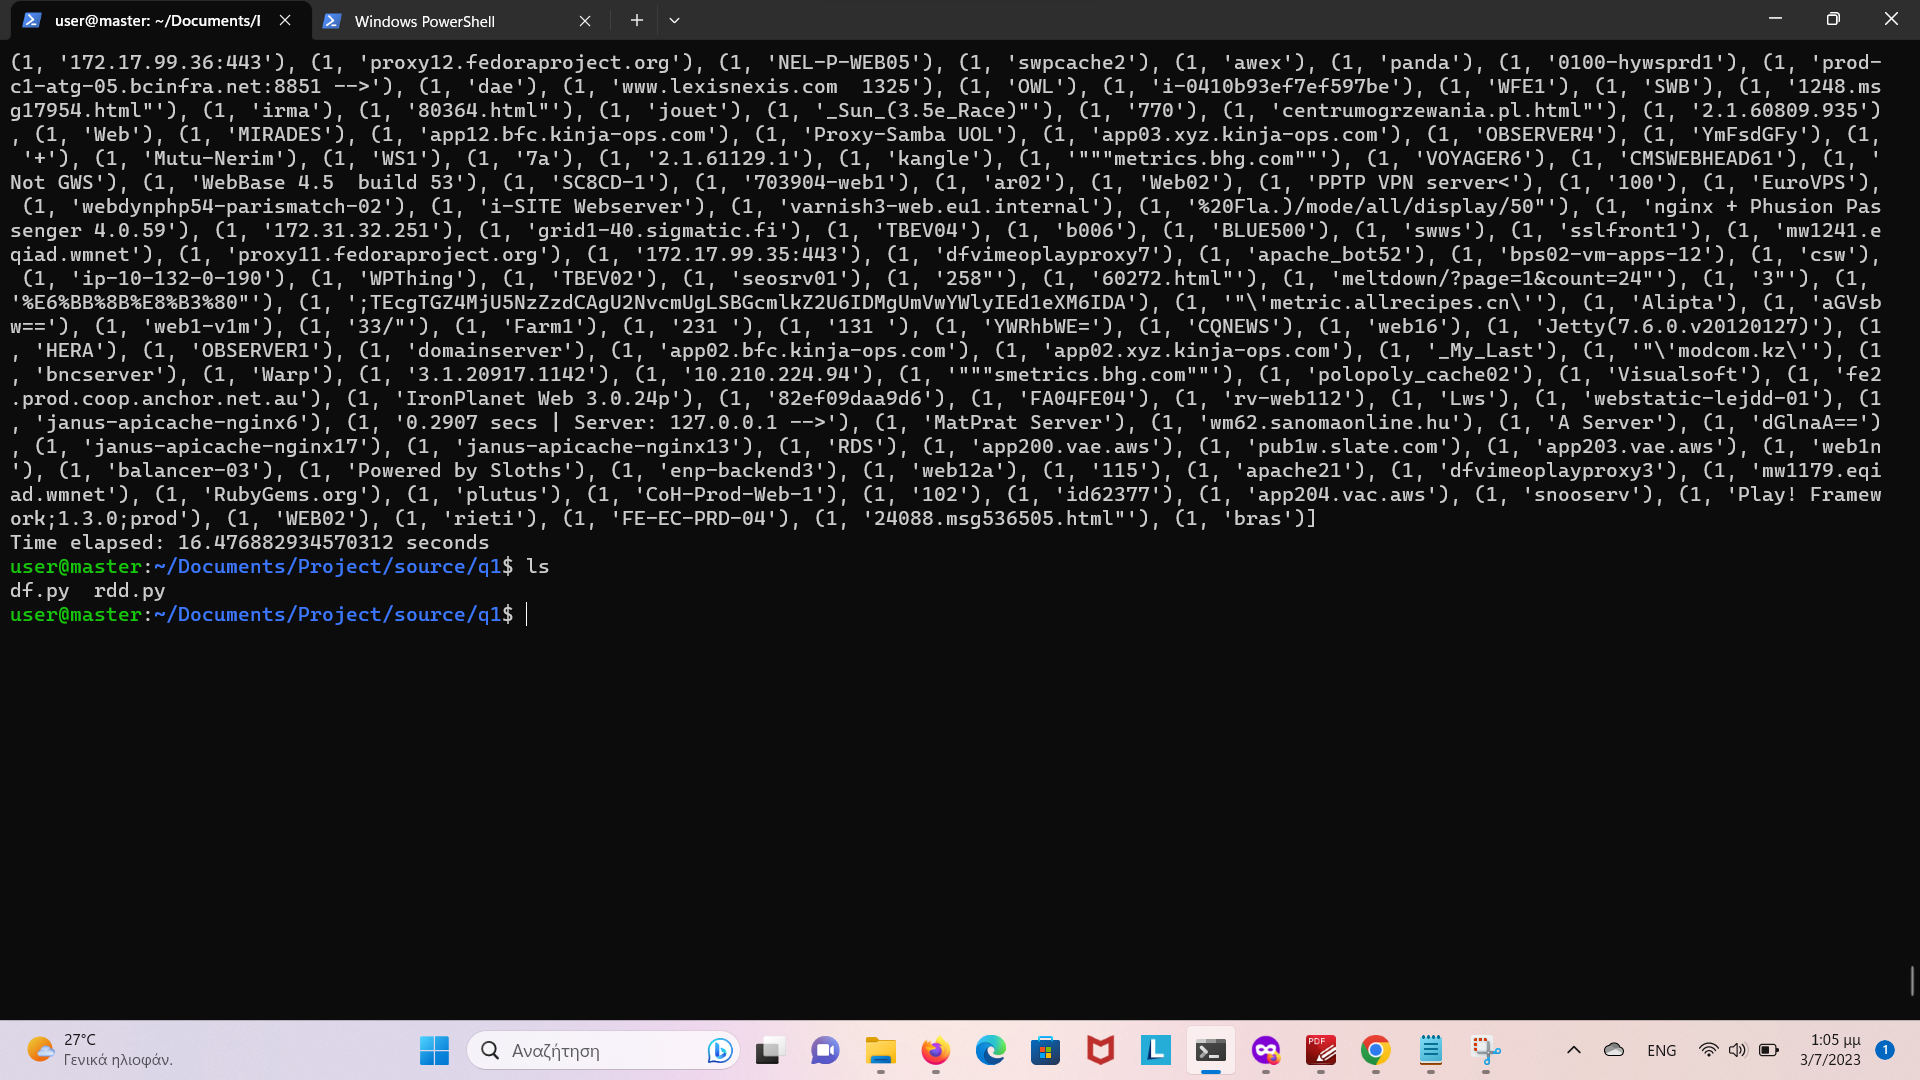 user@master: ~/Documents/I
Windows PowerShell
(1, '172.17.99.36:443'), (1, 'proxy12.fedoraproject.org'), (1, 'NEL-P-WEB05'), (1, 'swpcache2'), (1, 'awex'), (1, 'panda'), (1, '0100-hywsprd1'), (1, 'prod-
c1-atg-05.bcinfra.net:8851 -->'), (1, 'dae'), (1, 'www.lexisnexis.com  1325'), (1, 'OWL'), (1, 'i-0410b93ef7ef597be'), (1, 'WFE1'), (1, 'SWB'), (1, '1248.ms
g17954.html"'), (1, 'irma'), (1, '80364.html"'), (1, 'jouet'), (1, '_Sun_(3.5e_Race)"'), (1, '770'), (1, 'centrumogrzewania.pl.html"'), (1, '2.1.60809.935')
, (1, 'Web'), (1, 'MIRADES'), (1, 'app12.bfc.kinja-ops.com'), (1, 'Proxy-Samba UOL'), (1, 'app03.xyz.kinja-ops.com'), (1, 'OBSERVER4'), (1, 'YmFsdGFy'), (1,
 '+'), (1, 'Mutu-Nerim'), (1, 'WS1'), (1, '7a'), (1, '2.1.61129.1'), (1, 'kangle'), (1, '"""metrics.bhg.com""'), (1, 'VOYAGER6'), (1, 'CMSWEBHEAD61'), (1, '
Not GWS'), (1, 'WebBase 4.5  build 53'), (1, 'SC8CD-1'), (1, '703904-web1'), (1, 'ar02'), (1, 'Web02'), (1, 'PPTP VPN server<'), (1, '100'), (1, 'EuroVPS'),
 (1, 'webdynphp54-parismatch-02'), (1, 'i-SITE Webserver'), (1, 'varnish3-web.eu1.internal'), (1, '%20Fla.)/mode/all/display/50"'), (1, 'nginx + Phusion Pas
senger 4.0.59'), (1, '172.31.32.251'), (1, 'grid1-40.sigmatic.fi'), (1, 'TBEV04'), (1, 'b006'), (1, 'BLUE500'), (1, 'swws'), (1, 'sslfront1'), (1, 'mw1241.e
qiad.wmnet'), (1, 'proxy11.fedoraproject.org'), (1, '172.17.99.35:443'), (1, 'dfvimeoplayproxy7'), (1, 'apache_bot52'), (1, 'bps02-vm-apps-12'), (1, 'csw'),
 (1, 'ip-10-132-0-190'), (1, 'WPThing'), (1, 'TBEV02'), (1, 'seosrv01'), (1, '258"'), (1, '60272.html"'), (1, 'meltdown/?page=1&count=24"'), (1, '3"'), (1,
'%E6%BB%8B%E8%B3%80"'), (1, ';TEcgTGZ4MjU5NzZzdCAgU2NvcmUgLSBGcmlkZ2U6IDMgUmVwYWlyIEd1eXM6IDA'), (1, '"\'metric.allrecipes.cn\''), (1, 'Alipta'), (1, 'aGVsb
w=='), (1, 'web1-v1m'), (1, '33/"'), (1, 'Farm1'), (1, '231 '), (1, '131 '), (1, 'YWRhbWE='), (1, 'CQNEWS'), (1, 'web16'), (1, 'Jetty(7.6.0.v20120127)'), (1
, 'HERA'), (1, 'OBSERVER1'), (1, 'domainserver'), (1, 'app02.bfc.kinja-ops.com'), (1, 'app02.xyz.kinja-ops.com'), (1, '_My_Last'), (1, '"\'modcom.kz\''), (1
, 'bncserver'), (1, 'Warp'), (1, '3.1.20917.1142'), (1, '10.210.224.94'), (1, '"""smetrics.bhg.com""'), (1, 'polopoly_cache02'), (1, 'Visualsoft'), (1, 'fe2
.prod.coop.anchor.net.au'), (1, 'IronPlanet Web 3.0.24p'), (1, '82ef09daa9d6'), (1, 'FA04FE04'), (1, 'rv-web112'), (1, 'Lws'), (1, 'webstatic-lejdd-01'), (1
, 'janus-apicache-nginx6'), (1, '0.2907 secs | Server: 127.0.0.1 -->'), (1, 'MatPrat Server'), (1, 'wm62.sanomaonline.hu'), (1, 'A Server'), (1, 'dGlnaA==')
, (1, 'janus-apicache-nginx17'), (1, 'janus-apicache-nginx13'), (1, 'RDS'), (1, 'app200.vae.aws'), (1, 'pub1w.slate.com'), (1, 'app203.vae.aws'), (1, 'web1n
'), (1, 'balancer-03'), (1, 'Powered by Sloths'), (1, 'enp-backend3'), (1, 'web12a'), (1, '115'), (1, 'apache21'), (1, 'dfvimeoplayproxy3'), (1, 'mw1179.eqi
ad.wmnet'), (1, 'RubyGems.org'), (1, 'plutus'), (1, 'CoH-Prod-Web-1'), (1, '102'), (1, 'id62377'), (1, 'app204.vac.aws'), (1, 'snooserv'), (1, 'Play! Framew
ork;1.3.0;prod'), (1, 'WEB02'), (1, 'rieti'), (1, 'FE-EC-PRD-04'), (1, '24088.msg536505.html"'), (1, 'bras')]
Time elapsed: 16.476882934570312 seconds
user@master:~/Documents/Project/source/q1$ ls
df.py  rdd.py
user@master:~/Documents/Project/source/q1$
27°C
Γενικά ηλιοφάν.
Αναζήτηση
PDF
ENG
1:05 μμ
3/7/2023
1